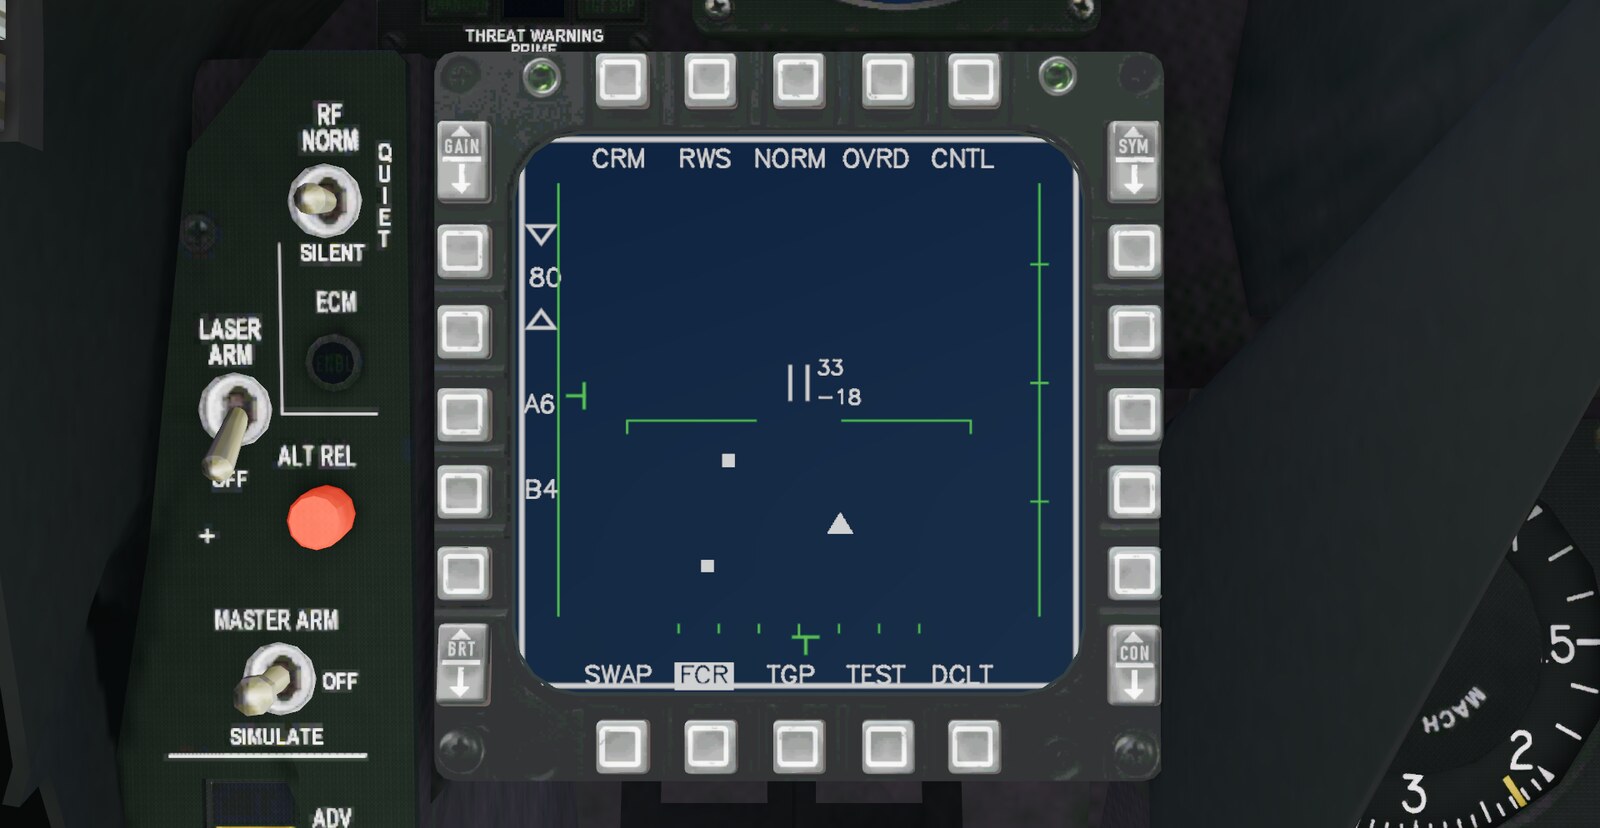 THREAT WARNING
PRIME
RF
NORM
QUIET
SILENT
ECM
LASER
ARM
OFF
ALT REL
MASTER ARM
OFF
SIMULATE
ADV
GAIN
SYM
BRT
CON
CRM RWS NORM OVRD CNTL
80
33
-18
A6
B4
SWAP FCR TGP TEST DCLT
.5
MACH
2
3